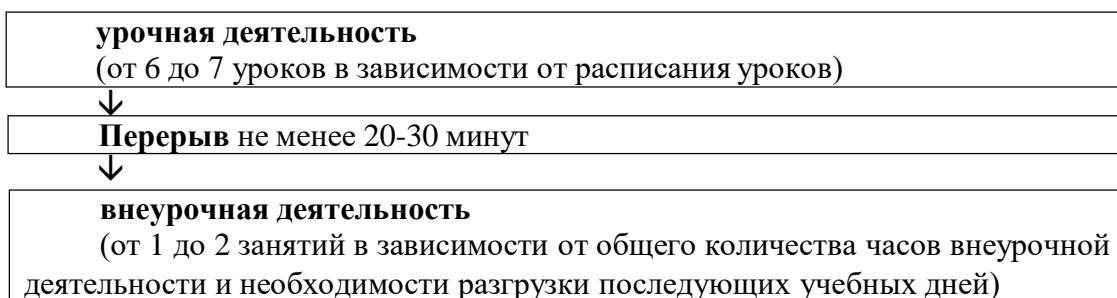 урочная деятельность
(от 6 до 7 уроков в зависимости от расписания уроков)
Перерыв не менее 20-30 минут
внеурочная деятельность
(от 1 до 2 занятий в зависимости от общего количества часов внеурочной
деятельности и необходимости разгрузки последующих учебных дней)